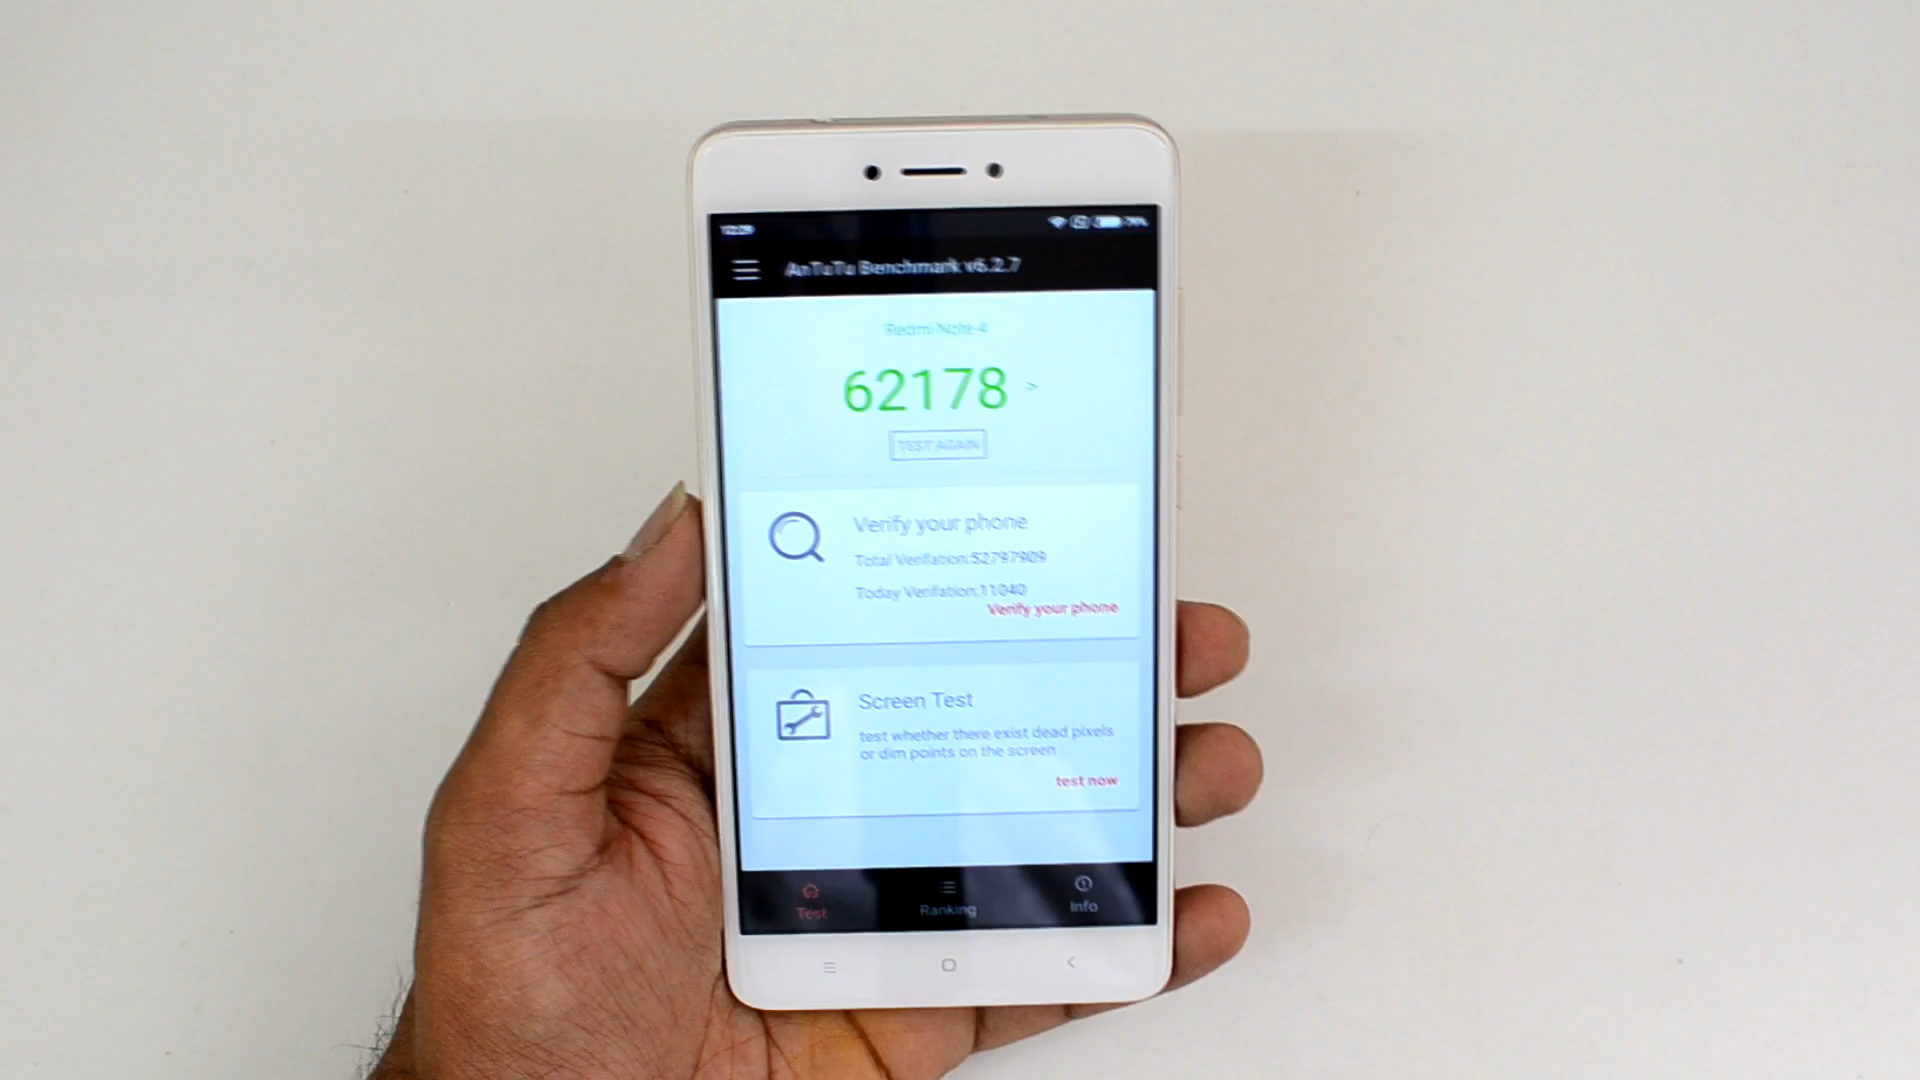 AnTuTu Benchmark v6.2.7
Redmi Note 4
62178 >
TEST AGAIN
Verify your phone
Total Verifiation:52797909
Today Verifiation:11040
Verify your phone
Screen Test
test whether there exist dead pixels
or dim points on the screen
test now
Test
Ranking
Info